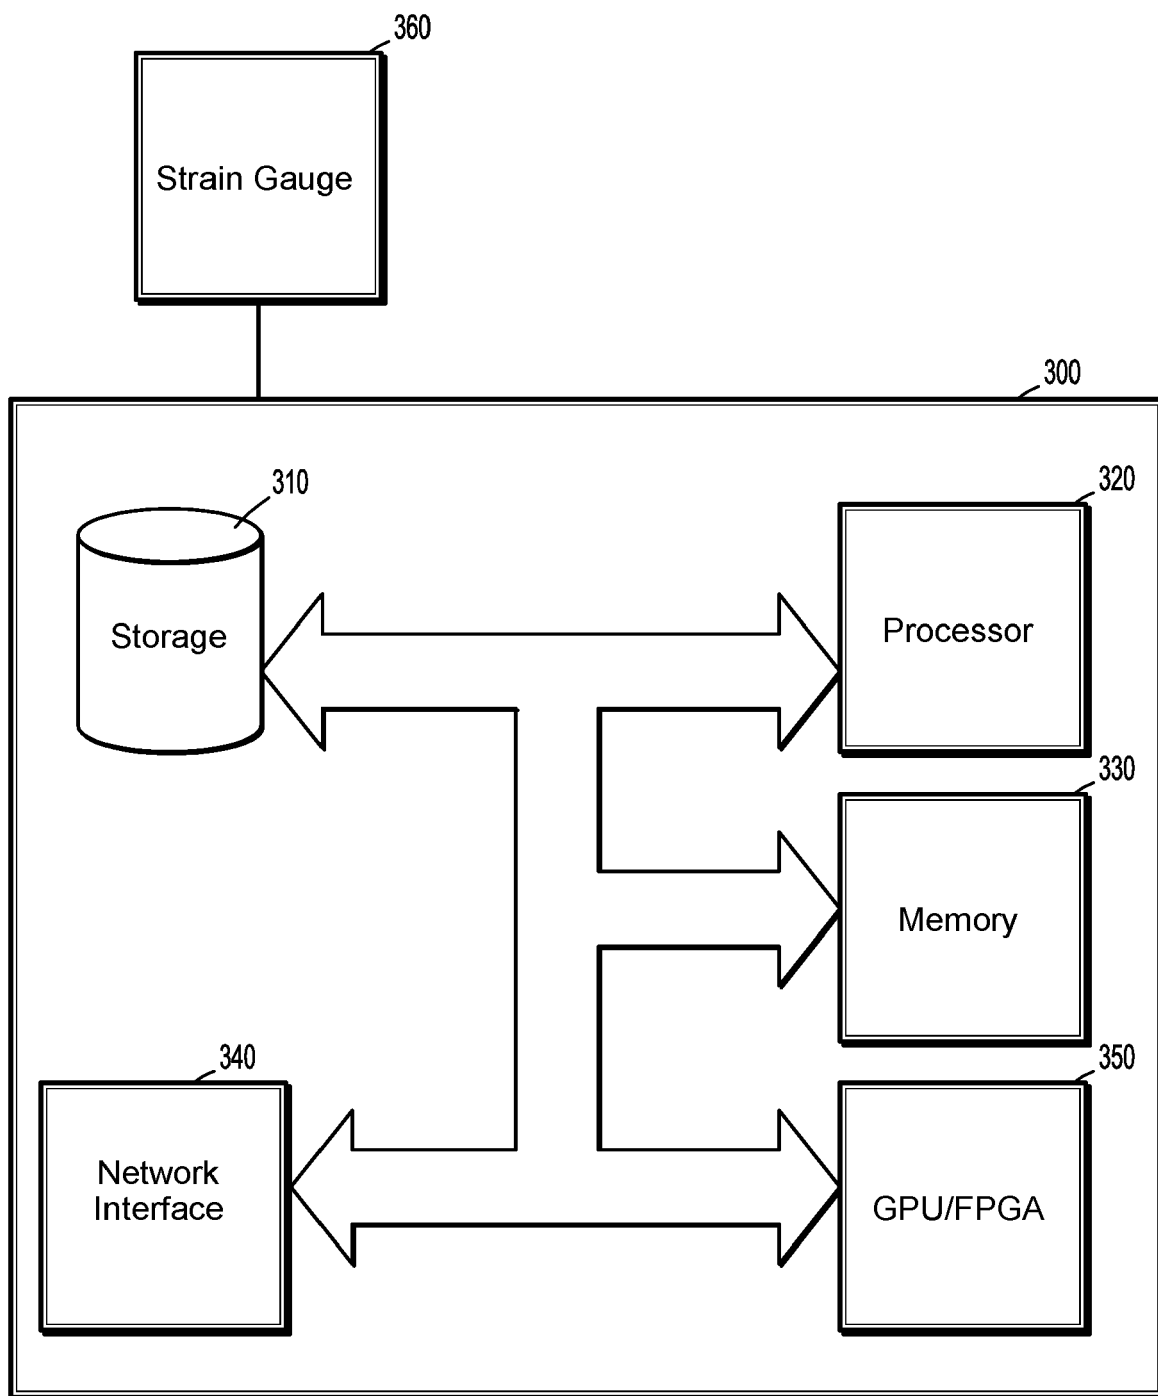 360
Strain Gauge
300
310
Storage
320
Processor
330
Memory
340
Network
Interface
350
GPU/FPGA